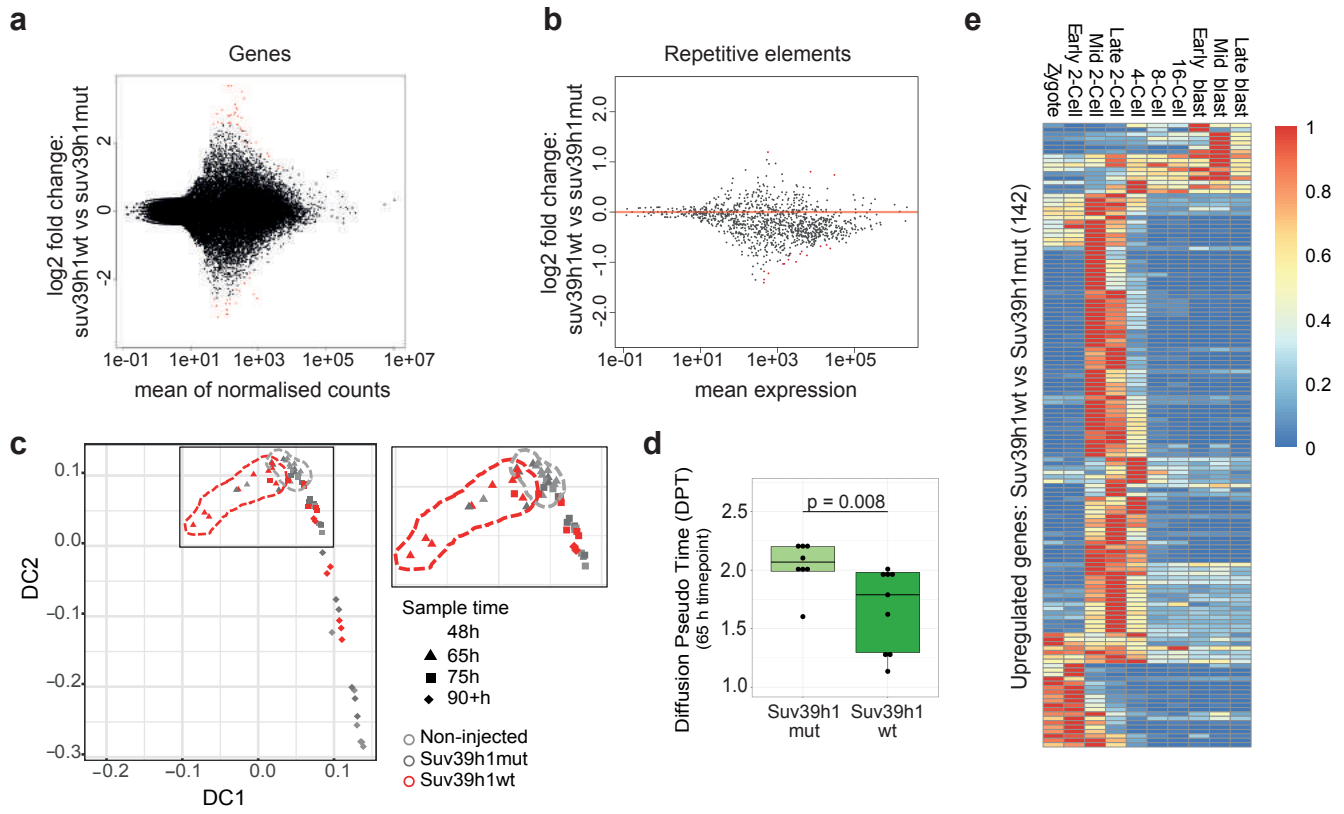 a
Genes
log2 fold change:
suv39h1wt vs suv39h1mut
2
0
-2
1e-01
1e+01
1e+03
1e+05
1e+07
mean of normalised counts
b
Repetitive elements
log2 fold change:
suv39h1wt vs suv39h1mut
2.0
1.0
0.0
-1.0
-2.0
1e-01
1e+01
1e+03
1e+05
mean expression
c
DC2
0.1
0.0
−0.1
−0.2
−0.3
−0.2
−0.1
0.0
0.1
DC1
Sample time
48h
65h
75h
90+h
Non-injected
Suv39h1mut
Suv39h1wt
d
Diffusion Pseudo Time (DPT)
(65 h timepoint)
2.5
2.0
1.5
1.0
p = 0.008
Suv39h1
mut
Suv39h1
wt
e
Zygote
Early 2-Cell
Mid 2-Cell
Late 2-Cell
4-Cell
8-Cell
16-Cell
Early blast
Mid blast
Late blast
Upregulated genes: Suv39h1wt vs Suv39h1mut (142)
1
0.8
0.6
0.4
0.2
0